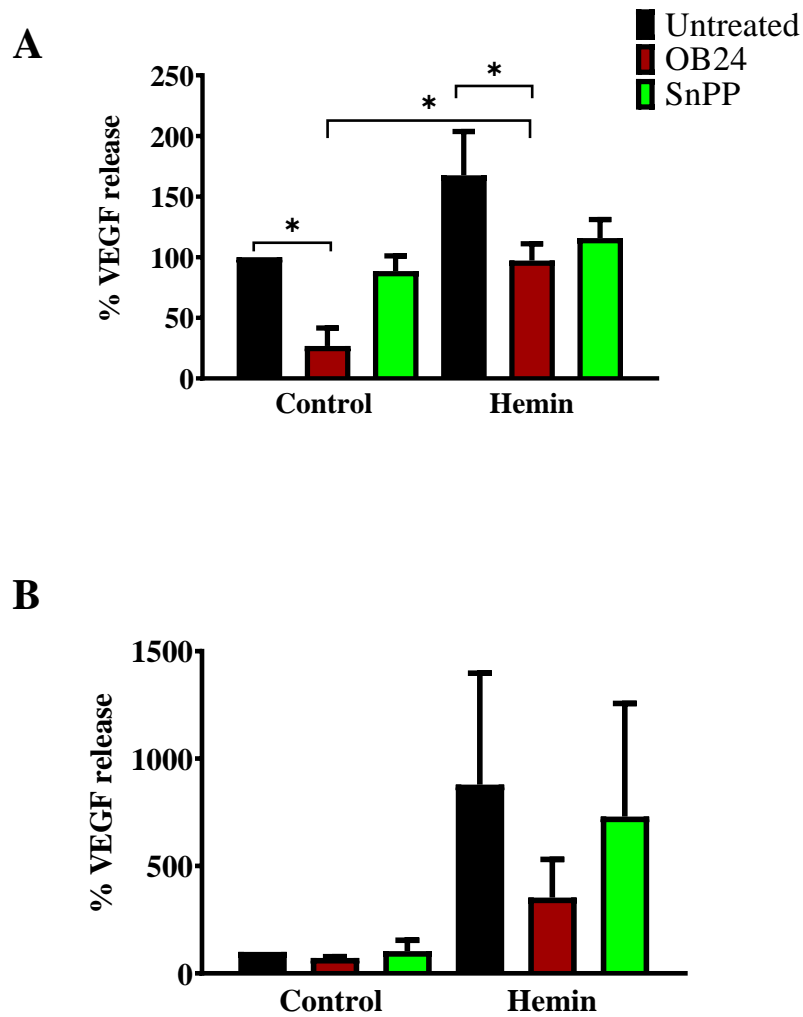 A
Untreated
OB24
SnPP
% VEGF release
250
200
150
100
50
0
*
*
*
Control Hemin
B
% VEGF release
1500
1000
500
0
Control Hemin